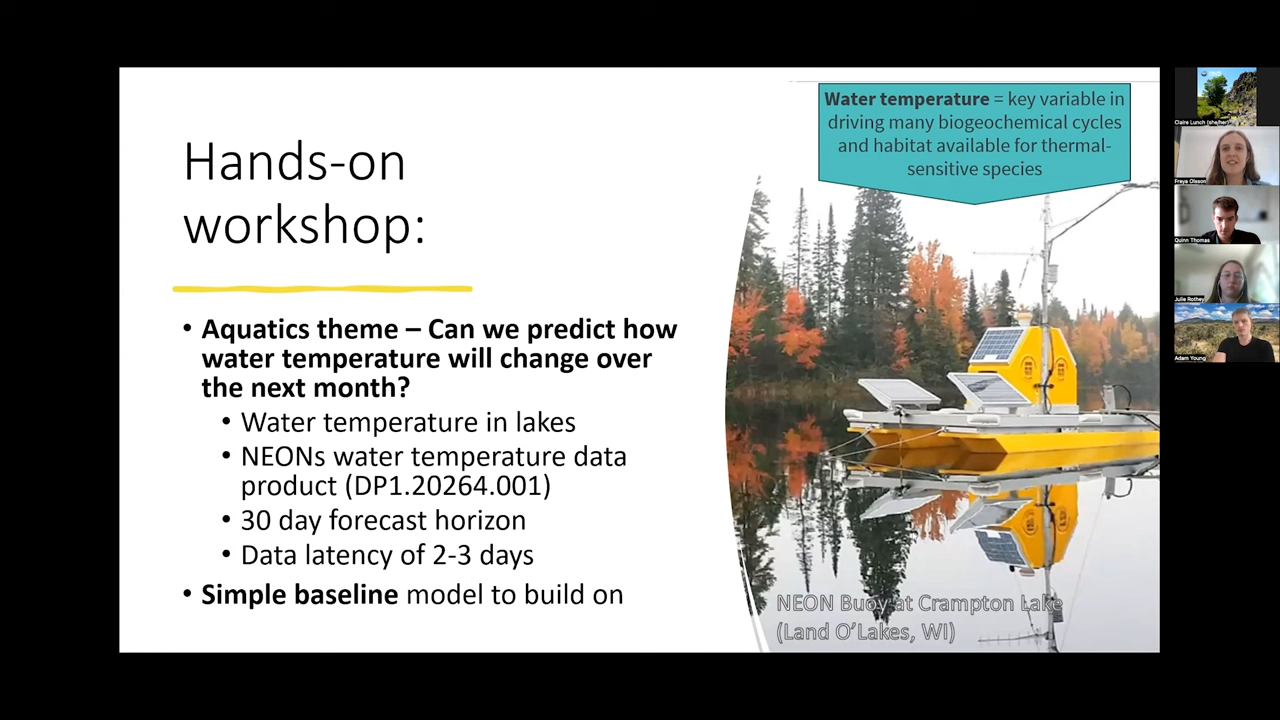 Hands-on
workshop:
• Aquatics theme – Can we predict how
water temperature will change over
the next month?
• Water temperature in lakes
• NEONs water temperature data
product (DP1.20264.001)
• 30 day forecast horizon
• Data latency of 2-3 days
• Simple baseline model to build on
Water temperature = key variable in
driving many biogeochemical cycles
and habitat available for thermal-
sensitive species
NEON Buoy at Crampton Lake
(Land O’Lakes, WI)
Claire Lunch (she/her)
Freya Olsson
Quinn Thomas
Julie Rothey
Adam Young